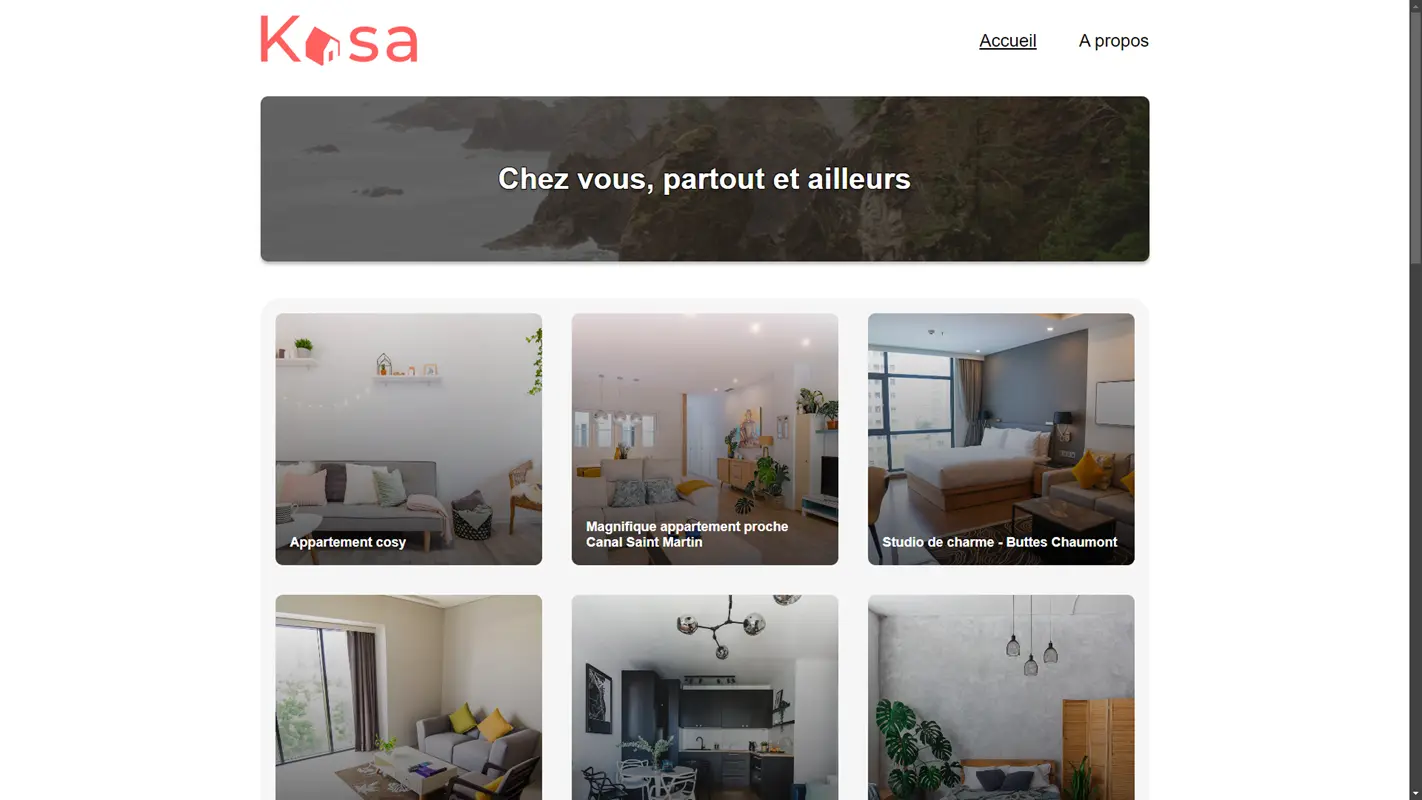 Kasa
Accueil
A propos
Chez vous, partout et ailleurs
Appartement cosy
Magnifique appartement proche
Canal Saint Martin
Studio de charme - Buttes Chaumont